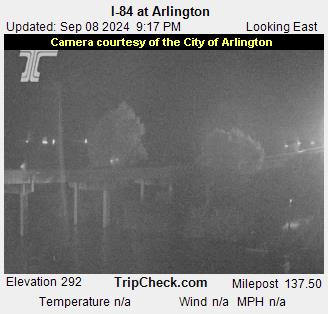 I-84 at Arlington
Updated: Sep 08 2024 9:17 PM Looking East
Camera courtesy of the City of Arlington
Elevation 292 TripCheck.com Milepost 137.50
Temperature n/a Wind n/a MPH n/a